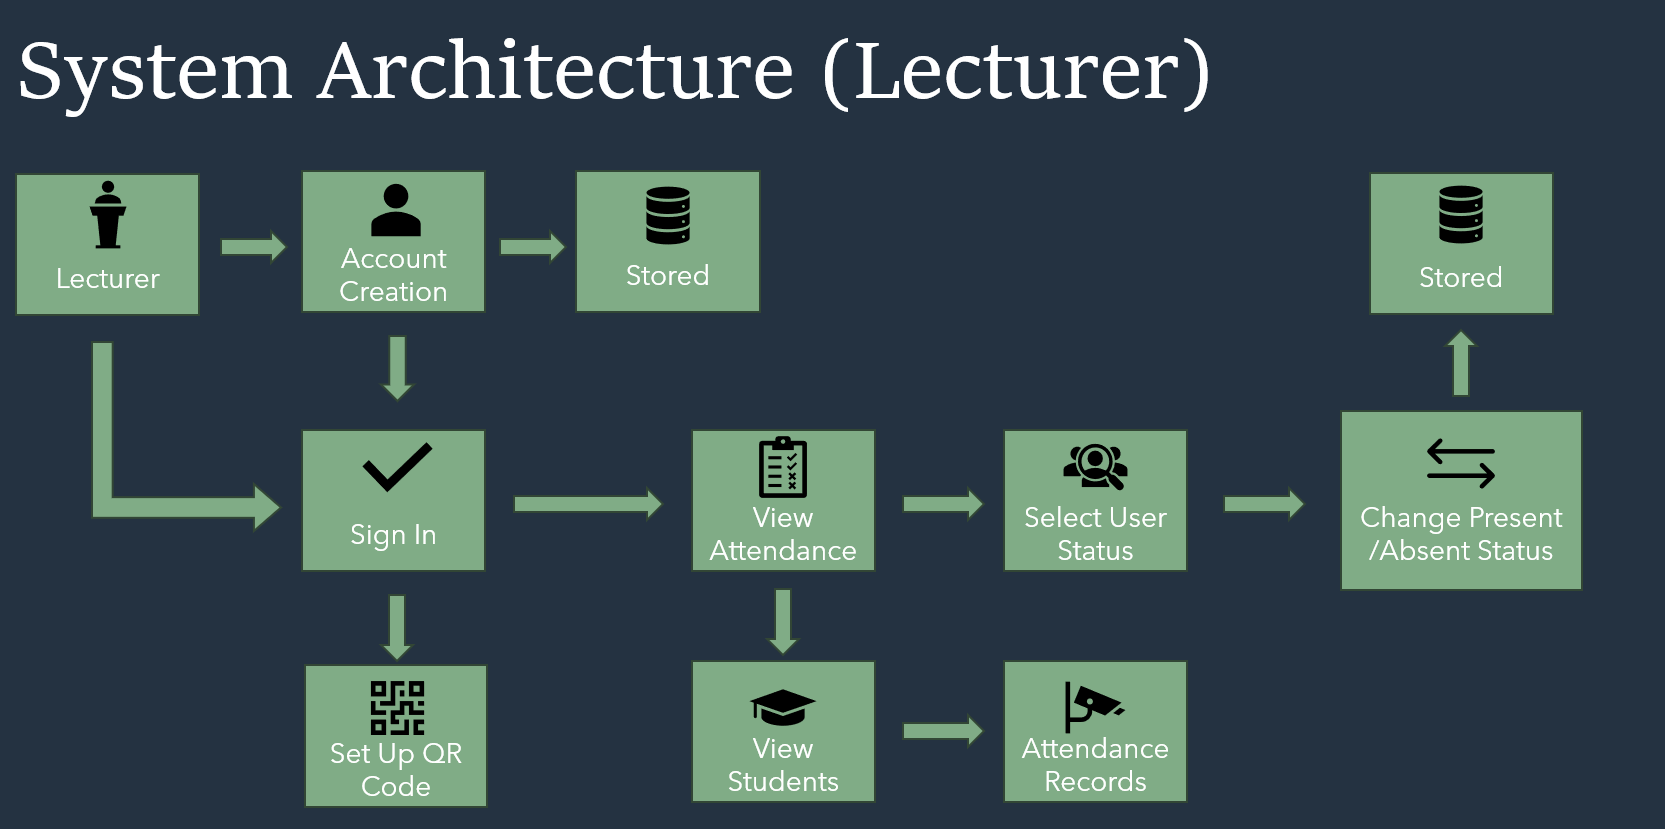 System Architecture (Lecturer)
Lecturer
Account
Creation
Stored
Stored
Sign In
View
Attendance
Select User
Status
Change Present
/Absent Status
Set Up QR
Code
View
Students
Attendance
Records